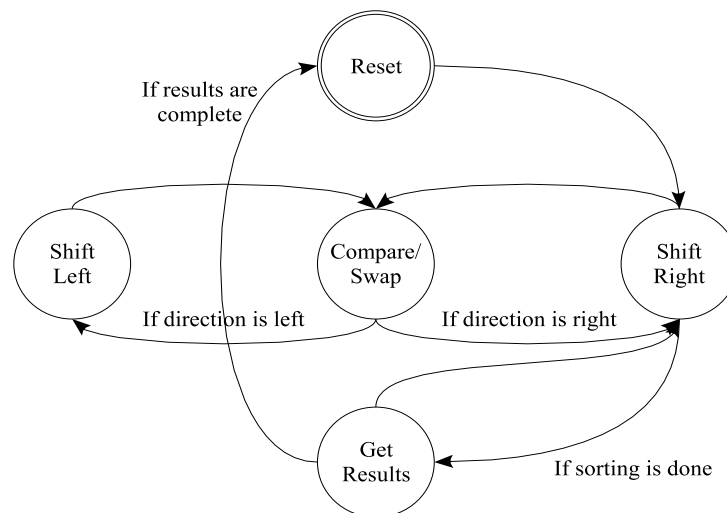 Reset
If results are
complete
Shift
Left
Compare/
Swap
Shift
Right
If direction is left
If direction is right
Get
Results
If sorting is done